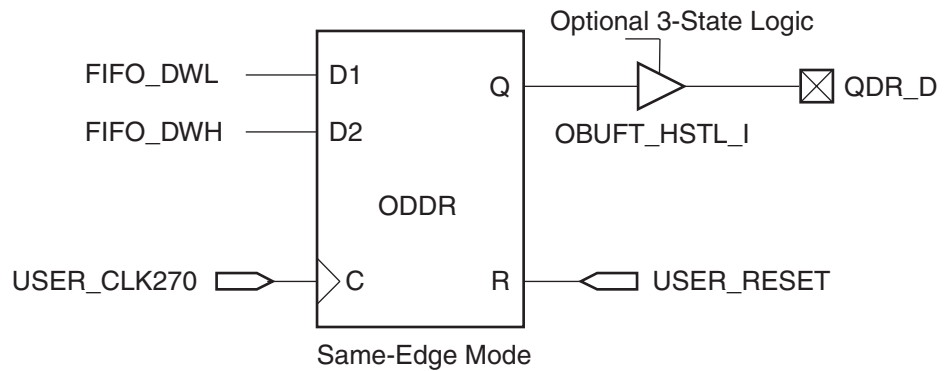 Optional 3-State Logic
FIFO_DWL
D1
Q
QDR_D
FIFO_DWH
D2
OBUFT_HSTL_I
ODDR
USER_CLK270
C
R
USER_RESET
Same-Edge Mode